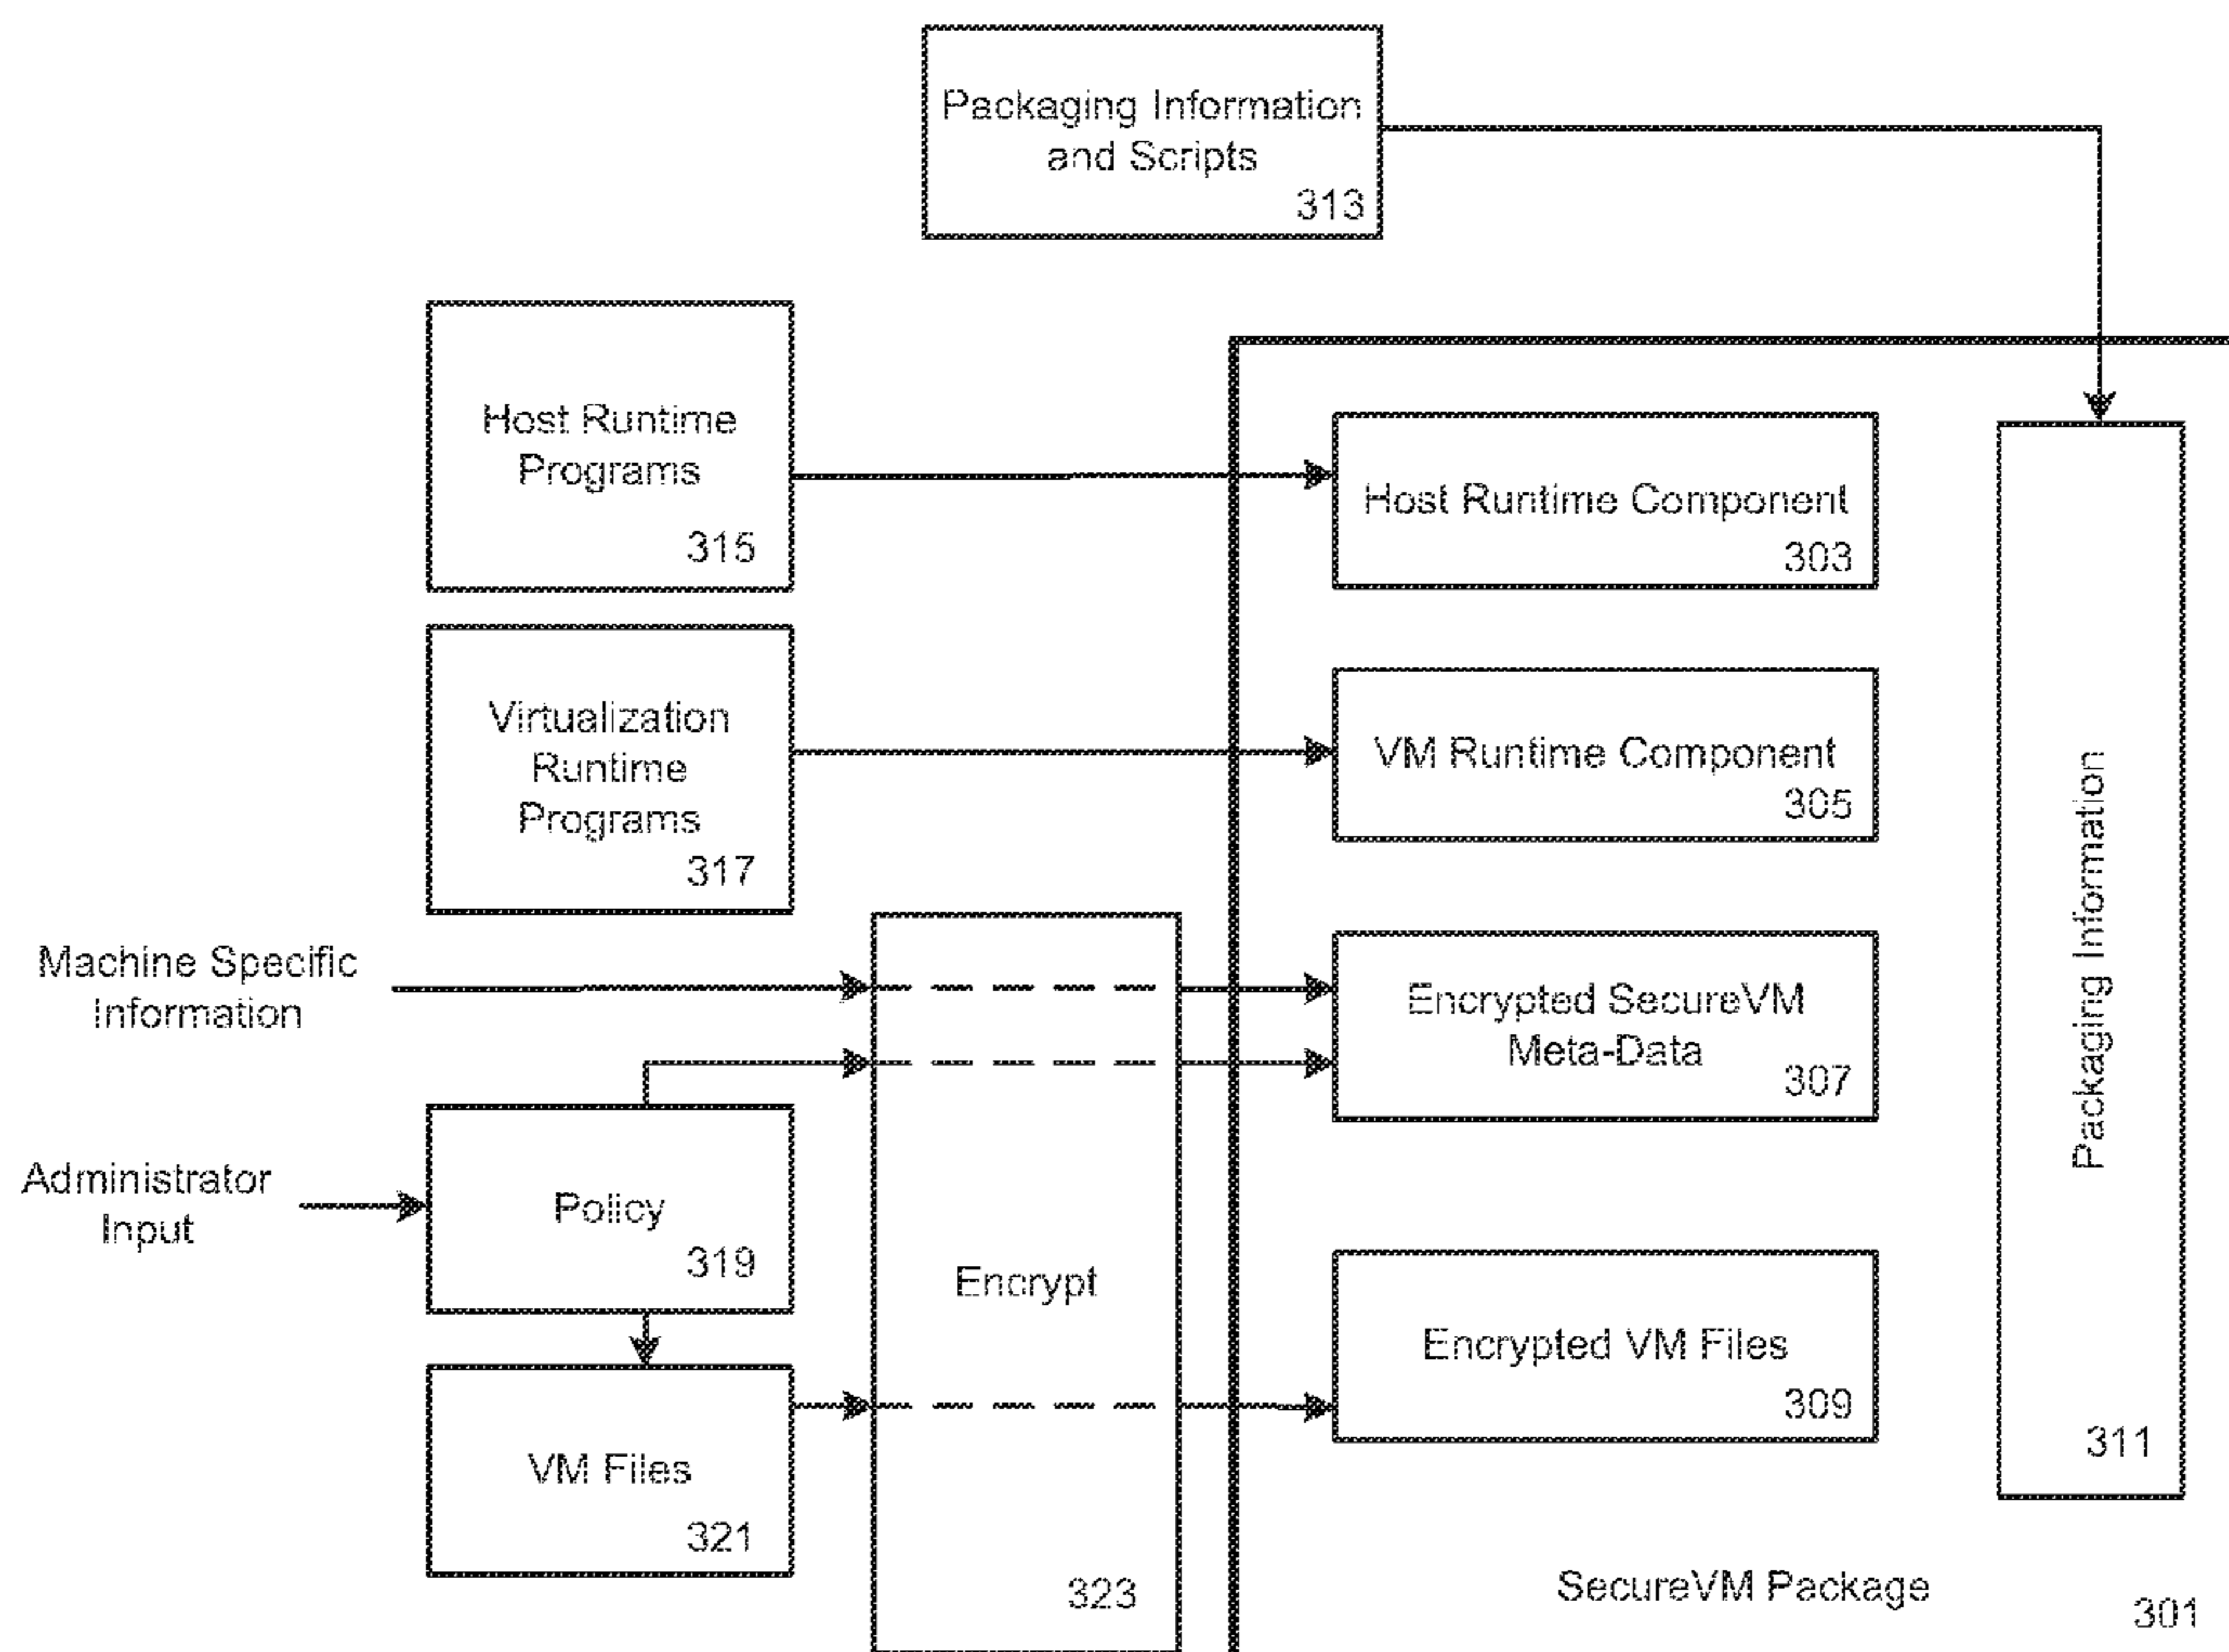 Packaging Information
and Scripts
313
Host Runtime
Programs
315
Host Runtime Component
303
Virtualization
Runtime
Programs
317
VM Runtime Component
305
Machine Specific
Information
Encrypted SecureVM
Meta-Data
307
Administrator
Input
Policy
319
Encrypt
323
VM Files
321
Encrypted VM Files
309
Packaging Information
311
SecureVM Package
301